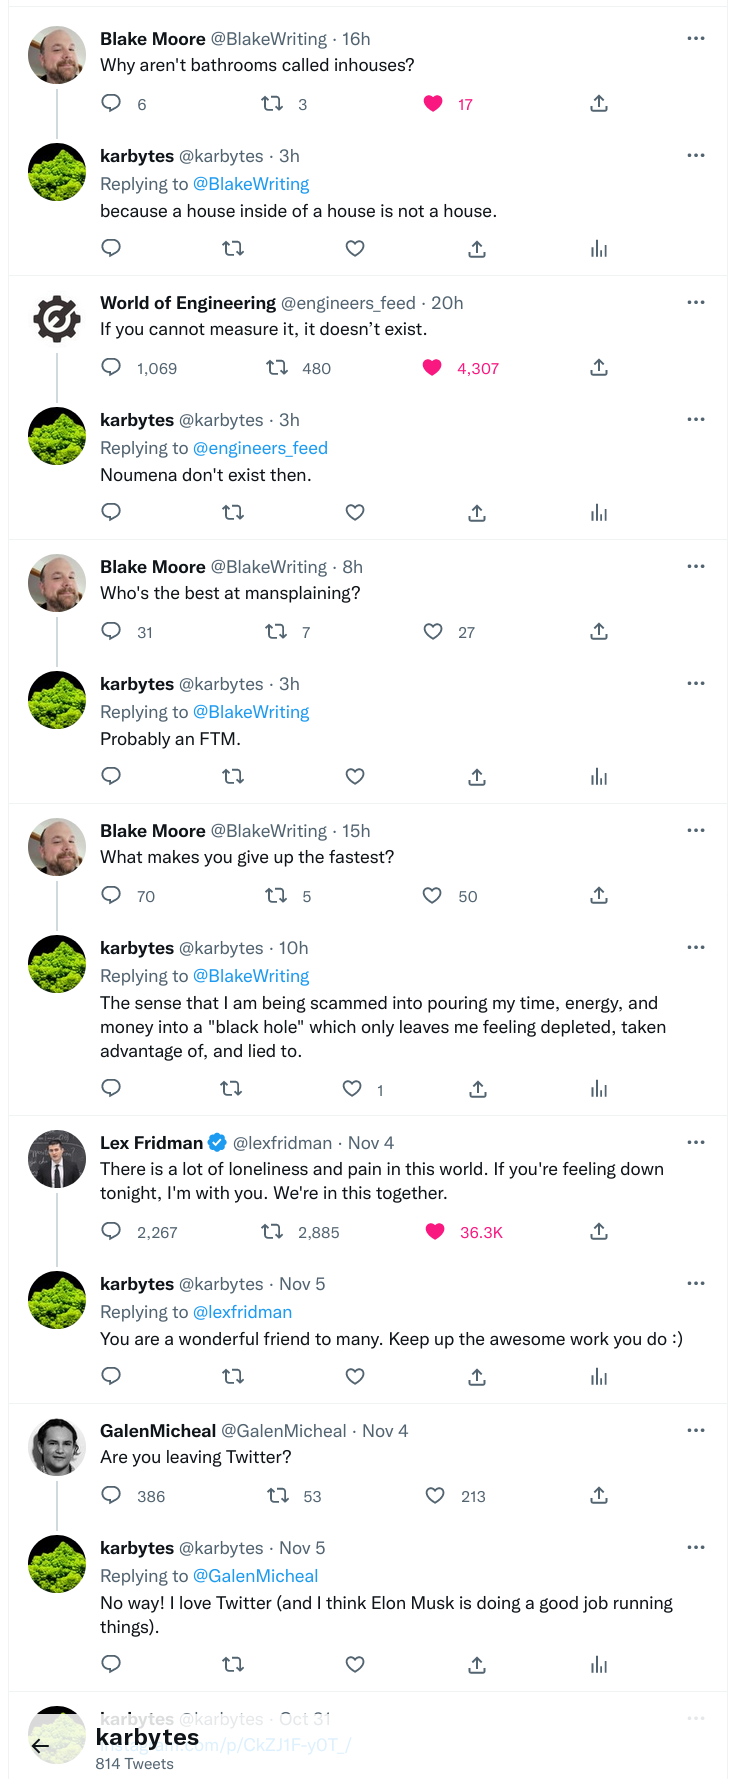 Blake Moore @BlakeWriting · 16h
Why aren't bathrooms called inhouses?
6 3 17
karbytes @karbytes · 3h
Replying to @BlakeWriting
because a house inside of a house is not a house.
World of Engineering @engineers_feed · 20h
If you cannot measure it, it doesn’t exist.
1,069 480 4,307
karbytes @karbytes · 3h
Replying to @engineers_feed
Noumena don't exist then.
Blake Moore @BlakeWriting · 8h
Who's the best at mansplaining?
31 7 27
karbytes @karbytes · 3h
Replying to @BlakeWriting
Probably an FTM.
Blake Moore @BlakeWriting · 15h
What makes you give up the fastest?
70 5 50
karbytes @karbytes · 10h
Replying to @BlakeWriting
The sense that I am being scammed into pouring my time, energy, and
money into a "black hole" which only leaves me feeling depleted, taken
advantage of, and lied to.
1
Lex Fridman @lexfridman · Nov 4
There is a lot of loneliness and pain in this world. If you're feeling down
tonight, I'm with you. We're in this together.
2,267 2,885 36.3K
karbytes @karbytes · Nov 5
Replying to @lexfridman
You are a wonderful friend to many. Keep up the awesome work you do :)
GalenMicheal @GalenMicheal · Nov 4
Are you leaving Twitter?
386 53 213
karbytes @karbytes · Nov 5
Replying to @GalenMicheal
No way! I love Twitter (and I think Elon Musk is doing a good job running
things).
karbytes @karbytes · Oct 31
karbytes
814 Tweets